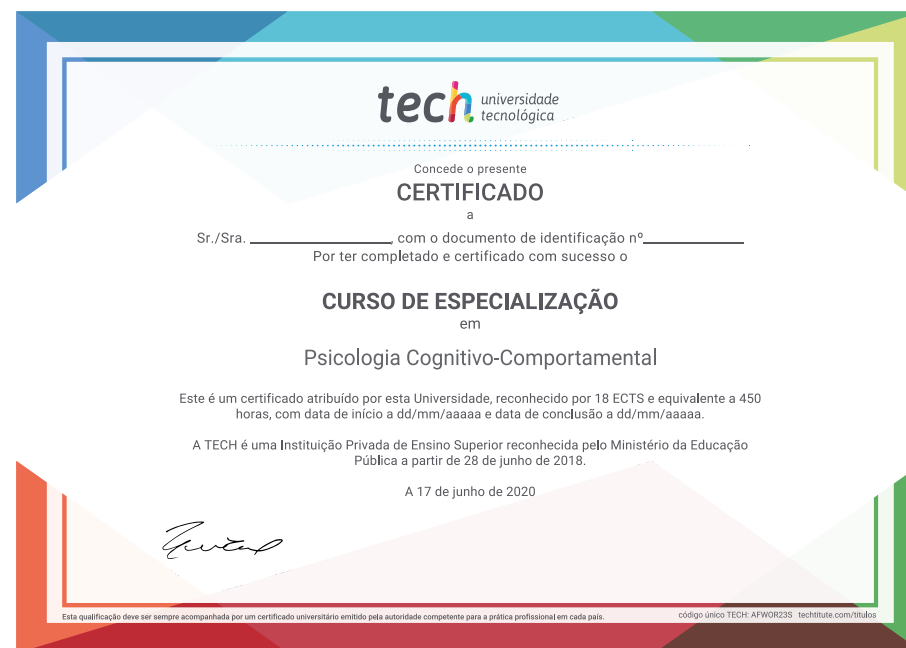 tech universidade
tecnológica
Concede o presente
CERTIFICADO
a
Sr./Sra. ____________________, com o documento de identificação nº______________
Por ter completado e certificado com sucesso o
CURSO DE ESPECIALIZAÇÃO
em
Psicologia Cognitivo-Comportamental
Este é um certificado atribuído por esta Universidade, reconhecido por 18 ECTS e equivalente a 450
horas, com data de início a dd/mm/aaaaa e data de conclusão a dd/mm/aaaaa.
A TECH é uma Instituição Privada de Ensino Superior reconhecida pelo Ministério da Educação
Pública a partir de 28 de junho de 2018.
A 17 de junho de 2020
Esta qualificação deve ser sempre acompanhada por um certificado universitário emitido pela autoridade competente para a prática profissional em cada país.
código único TECH: AFWOR23S techtitute.com/titulos